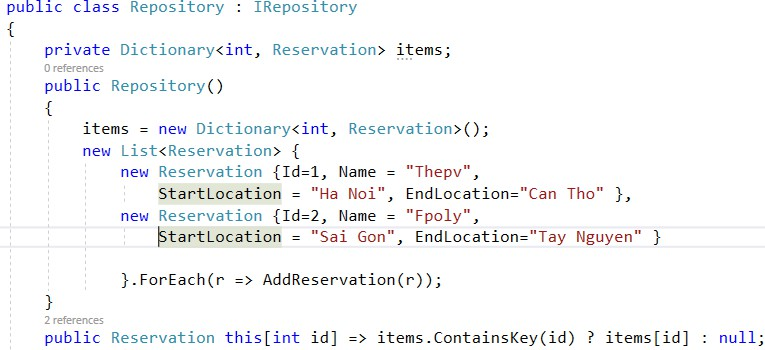 public class Repository : IRepository
{
    private Dictionary<int, Reservation> items;
    0 references
    public Repository()
    {
        items = new Dictionary<int, Reservation>();
        new List<Reservation> {
            new Reservation {Id=1, Name = "Thepv",
                StartLocation = "Ha Noi", EndLocation="Can Tho" },
            new Reservation {Id=2, Name = "Fpoly",
                StartLocation = "Sai Gon", EndLocation="Tay Nguyen" }
            }.ForEach(r => AddReservation(r));
    }
    2 references
    public Reservation this[int id] => items.ContainsKey(id) ? items[id] : null;